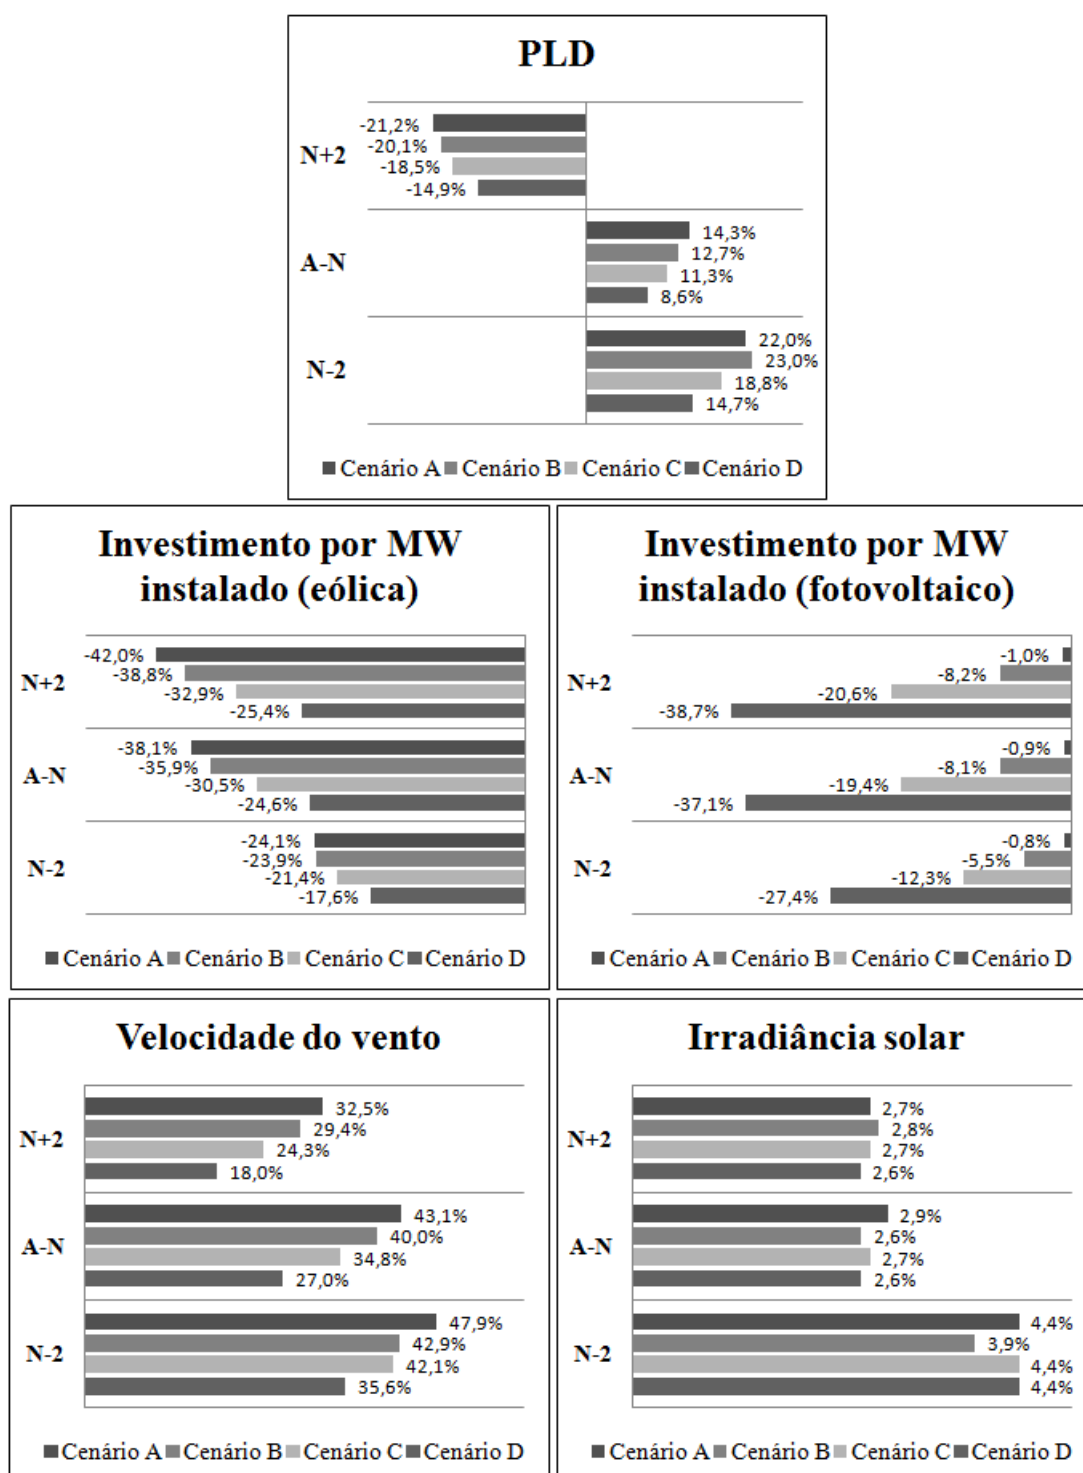 PLD
N+2
-21,2%
-20,1%
-18,5%
-14,9%
A-N
14,3%
12,7%
11,3%
8,6%
N-2
22,0%
23,0%
18,8%
14,7%
Cenário A Cenário B Cenário C Cenário D
Investimento por MW
instalado (eólica)
N+2
-42,0%
-38,8%
-32,9%
-25,4%
A-N
-38,1%
-35,9%
-30,5%
-24,6%
N-2
-24,1%
-23,9%
-21,4%
-17,6%
Cenário A Cenário B Cenário C Cenário D
Investimento por MW
instalado (fotovoltaico)
N+2
-1,0%
-8,2%
-20,6%
-38,7%
A-N
-0,9%
-8,1%
-19,4%
-37,1%
N-2
-0,8%
-5,5%
-12,3%
-27,4%
Cenário A Cenário B Cenário C Cenário D
Velocidade do vento
N+2
32,5%
29,4%
24,3%
18,0%
A-N
43,1%
40,0%
34,8%
27,0%
N-2
47,9%
42,9%
42,1%
35,6%
Cenário A Cenário B Cenário C Cenário D
Irradiância solar
N+2
2,7%
2,8%
2,7%
2,6%
A-N
2,9%
2,6%
2,7%
2,6%
N-2
4,4%
3,9%
4,4%
4,4%
Cenário A Cenário B Cenário C Cenário D